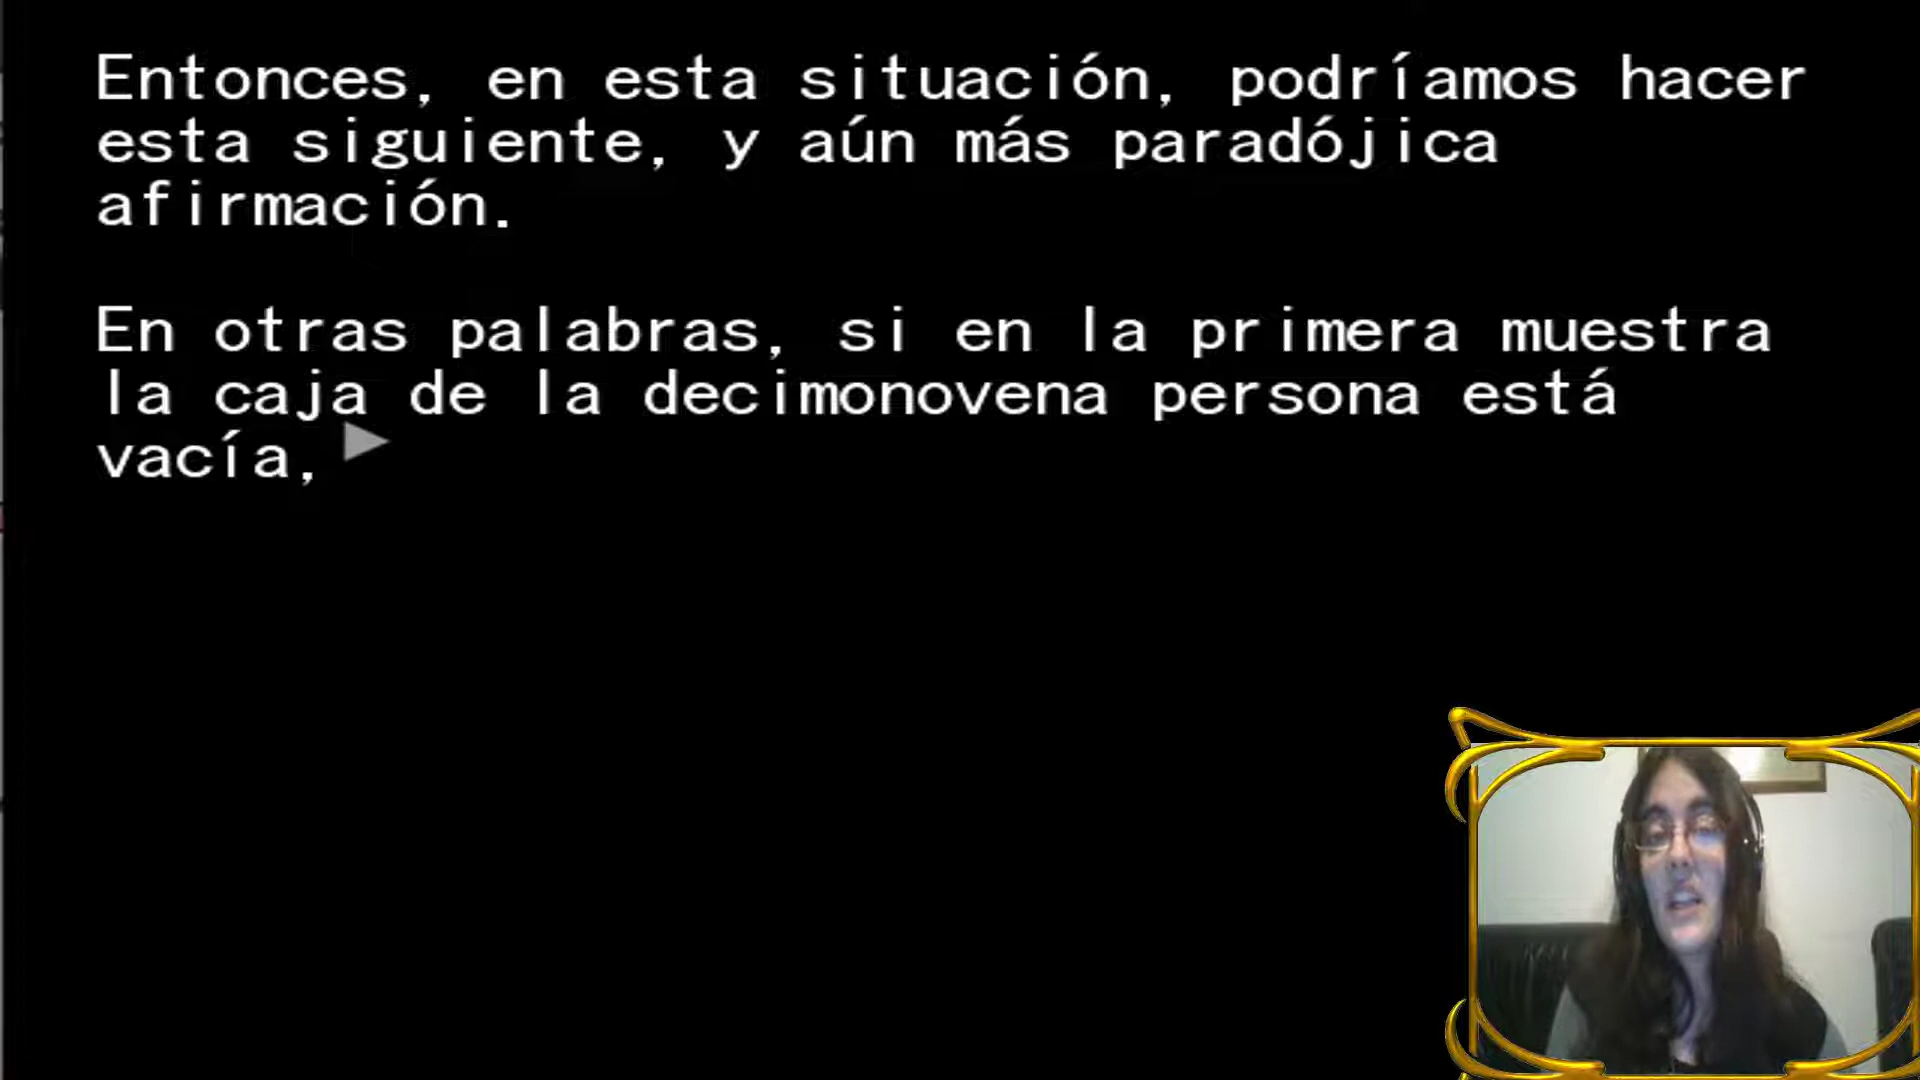 Entonces, en esta situación, podríamos hacer
esta siguiente, y aún más paradójica
afirmación.
En otras palabras, si en la primera muestra
la caja de la decimonovena persona está
vacía,